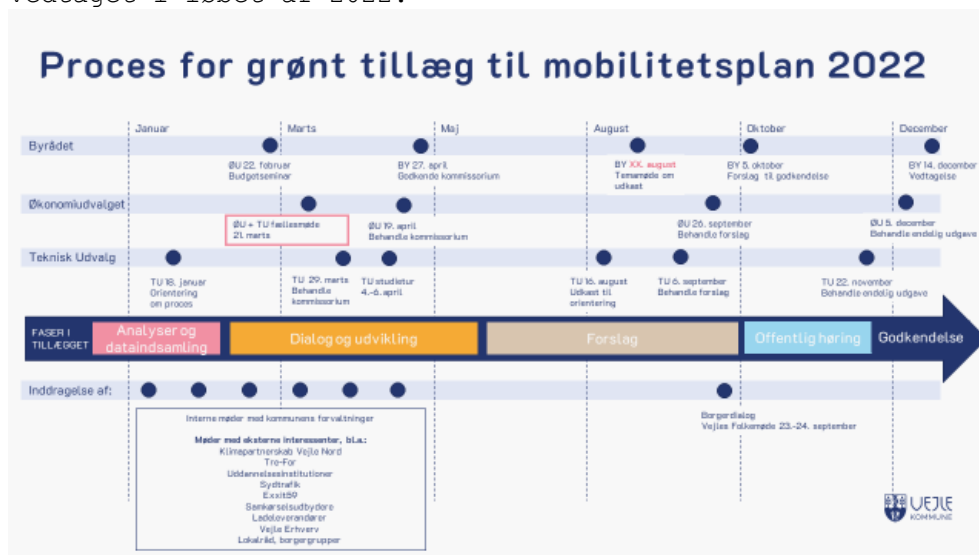 vedtaget i løbet af 2022.
Proces for grønt tillæg til mobilitetsplan 2022
Januar
Marts
Maj
August
Oktober
December
Byrådet
ØU 22. februar
Budgetseminar
BY 27. april
Godkende kommissorium
BY XX. august
Temamøde om
udkast
BY 5. oktober
Forslag til godkendelse
BY 14. december
Vedtagelse
Økonomiudvalget
ØU + TU fællesmøde
21. marts
ØU 19. april
Behandle kommissorium
ØU 26. september
Behandle forslag
ØU 5. december
Behandle endelig udgave
Teknisk Udvalg
TU 18. januar
Orientering
om proces
TU 29. marts
Behandle
kommissorium
TU studietur
4.-6. april
TU 16. august
Udkast til
orientering
TU 6. september
Behandle forslag
TU 22. november
Behandle endelig udgave
FASER I
TILLÆGGET
Analyser og
dataindsamling
Dialog og udvikling
Forslag
Offentlig høring
Godkendelse
Inddragelse af:
Interne møder med kommunens forvaltninger
Møder med eksterne interessenter, bl.a.:
Klimapartnerskab Vejle Nord
Tre-For
Uddannelsesinstitutioner
Sydtrafik
Exxit59
Samkørselsudbydere
Ladeleverandører
Vejle Erhverv
Lokalråd, borgergrupper
Borgerdialog
Vejles Folkemøde 23.-24. september
VEJLE
KOMMUNE